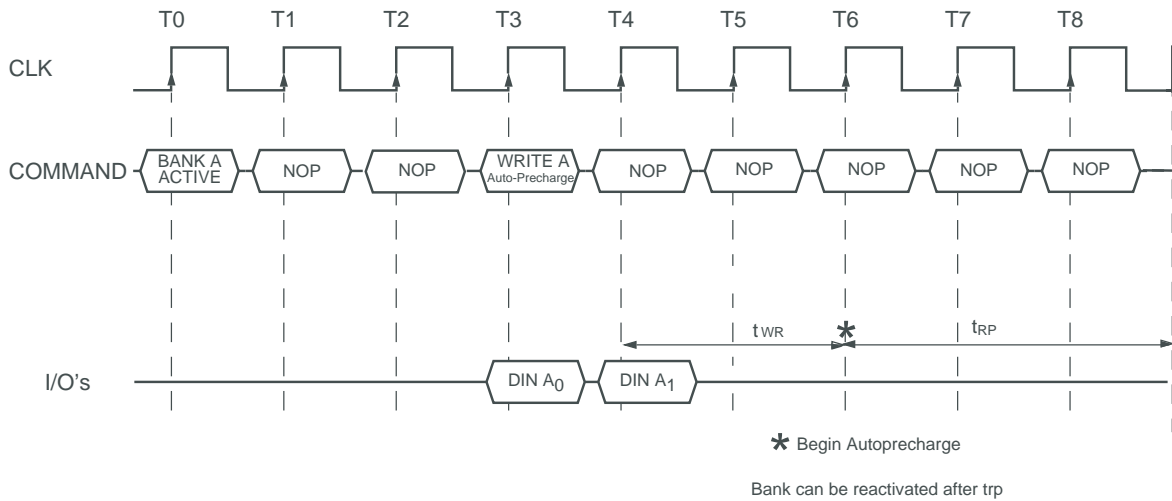 T0 T1 T2 T3 T4 T5 T6 T7 T8
CLK
COMMAND
BANK A
ACTIVE
NOP
NOP
WRITE A
Auto-Precharge
NOP
NOP
NOP
NOP
NOP
tWR
*
tRP
I/O's
DIN A0
DIN A1
* Begin Autoprecharge
Bank can be reactivated after trp